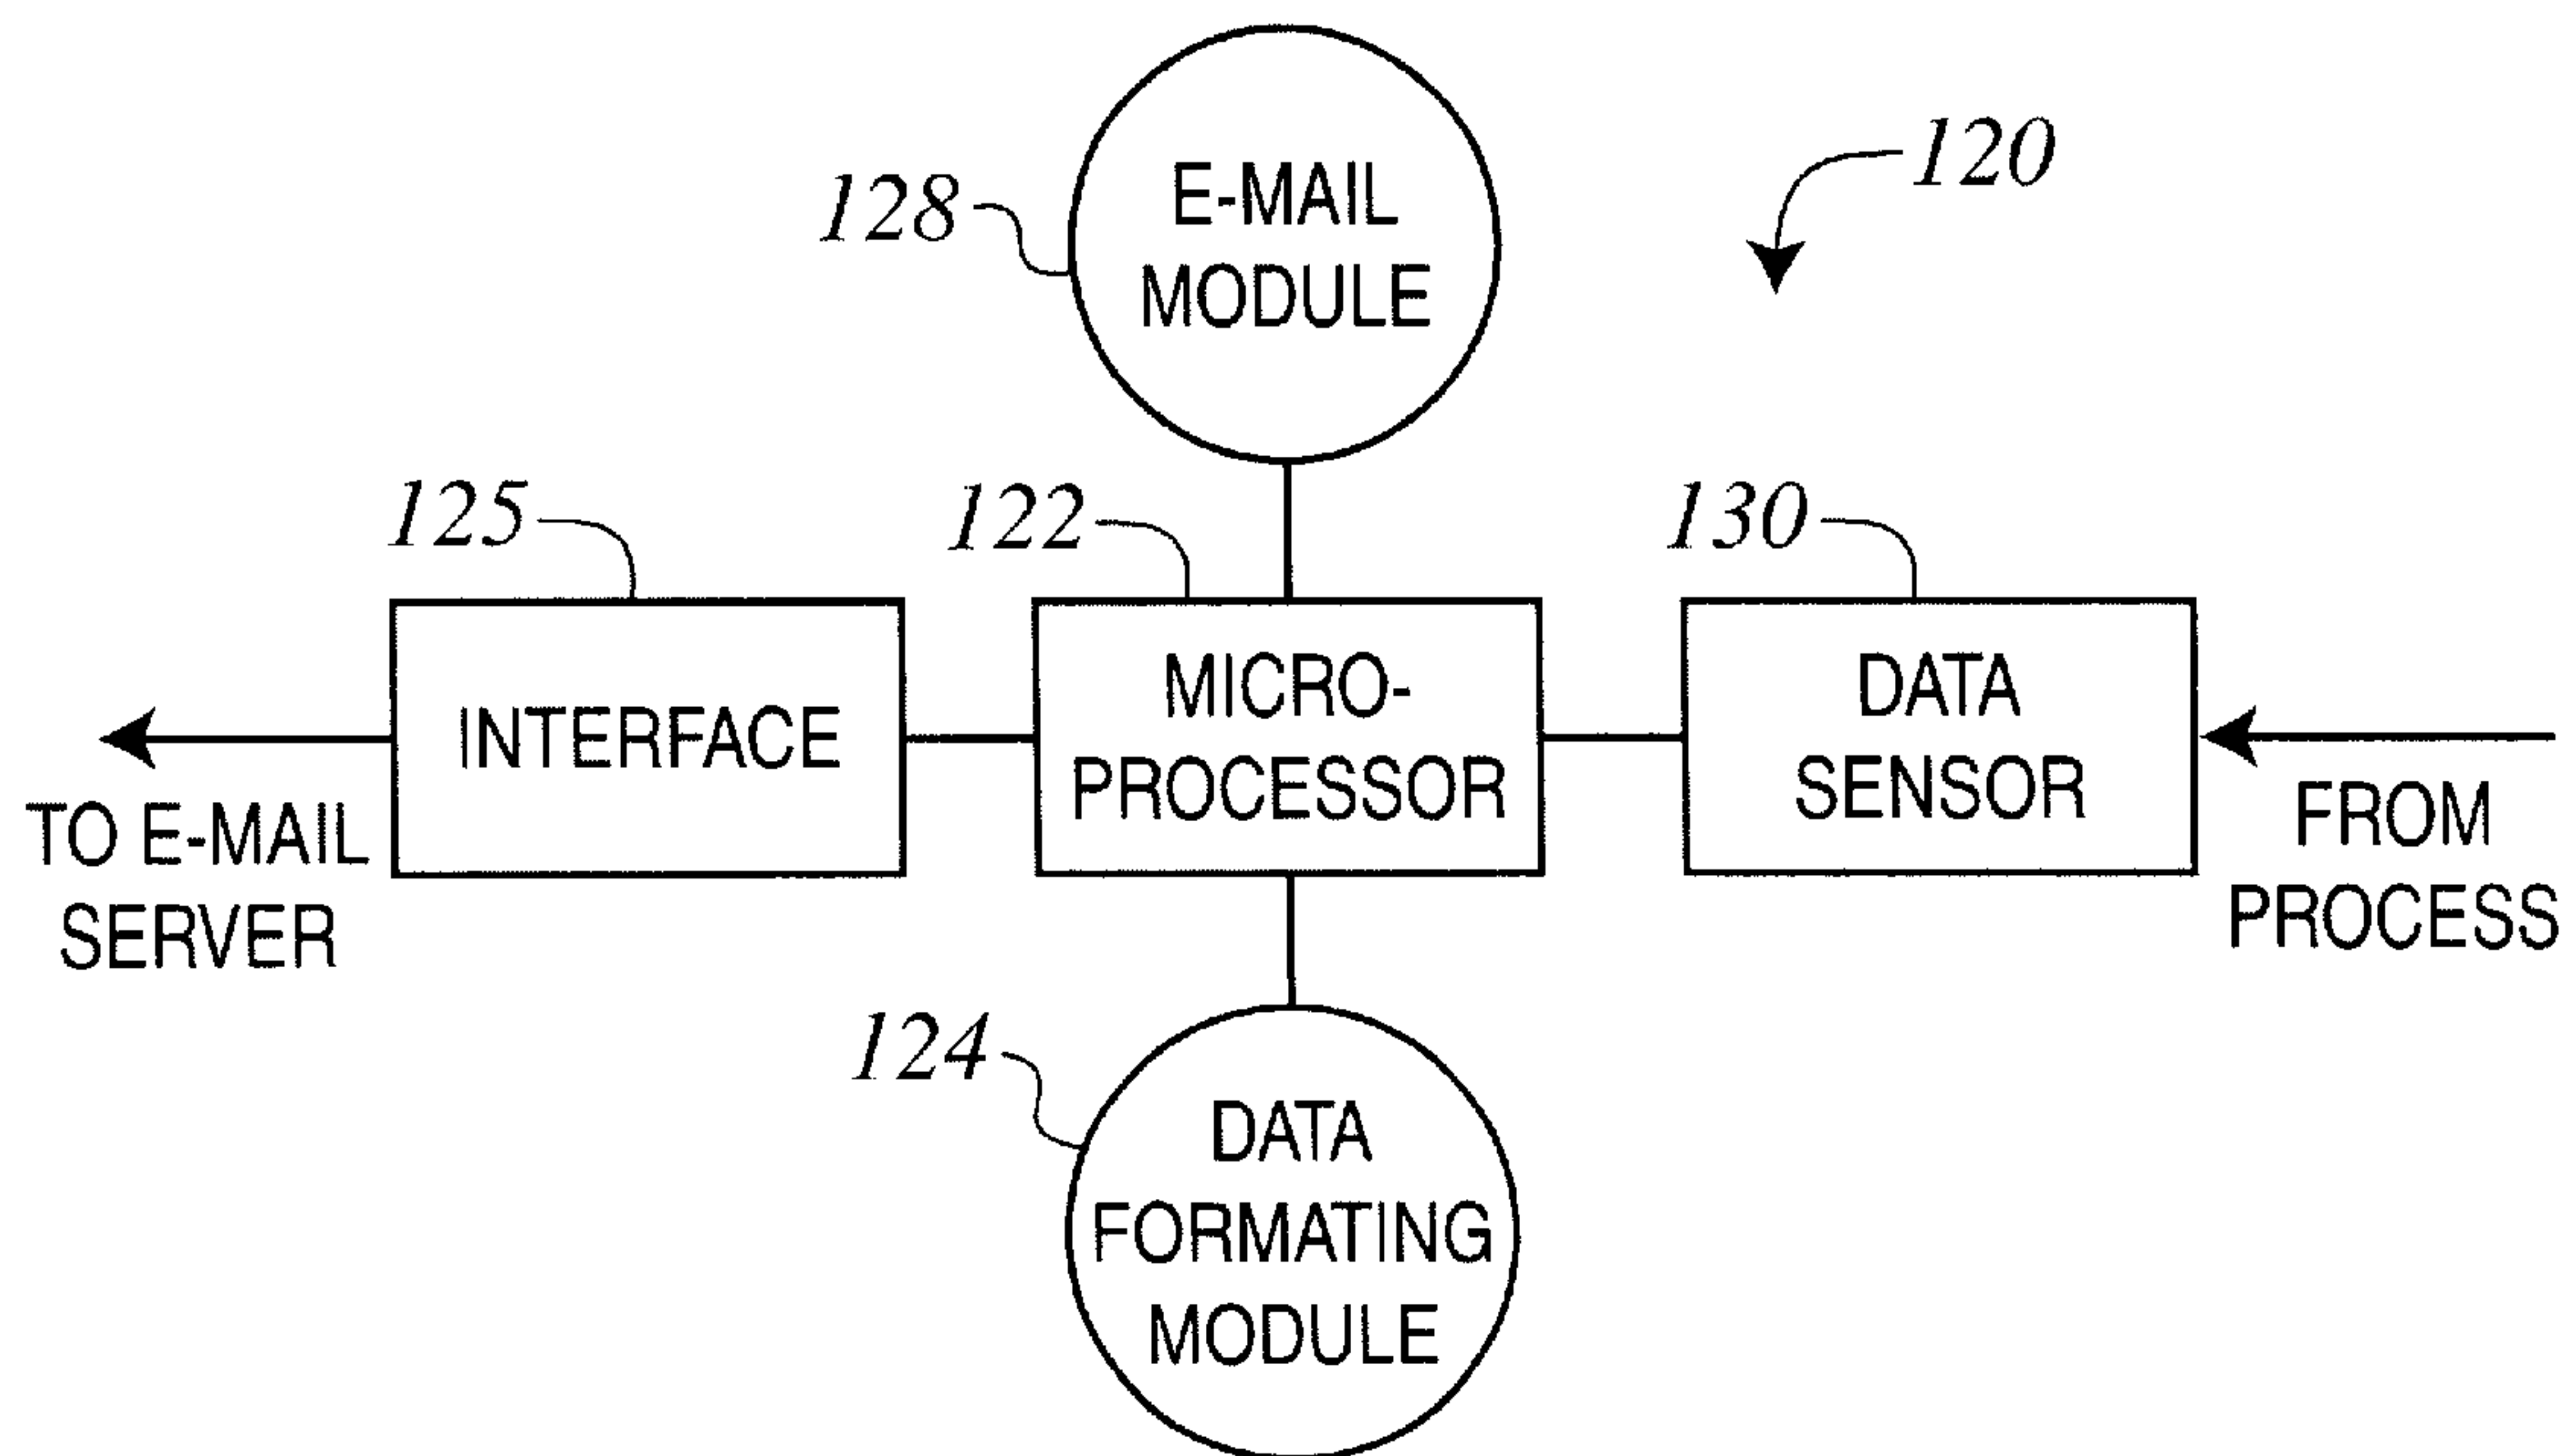 E-MAIL
MODULE
128
120
125
122
130
INTERFACE
MICRO-
PROCESSOR
DATA
SENSOR
TO E-MAIL
SERVER
FROM
PROCESS
124
DATA
FORMATING
MODULE